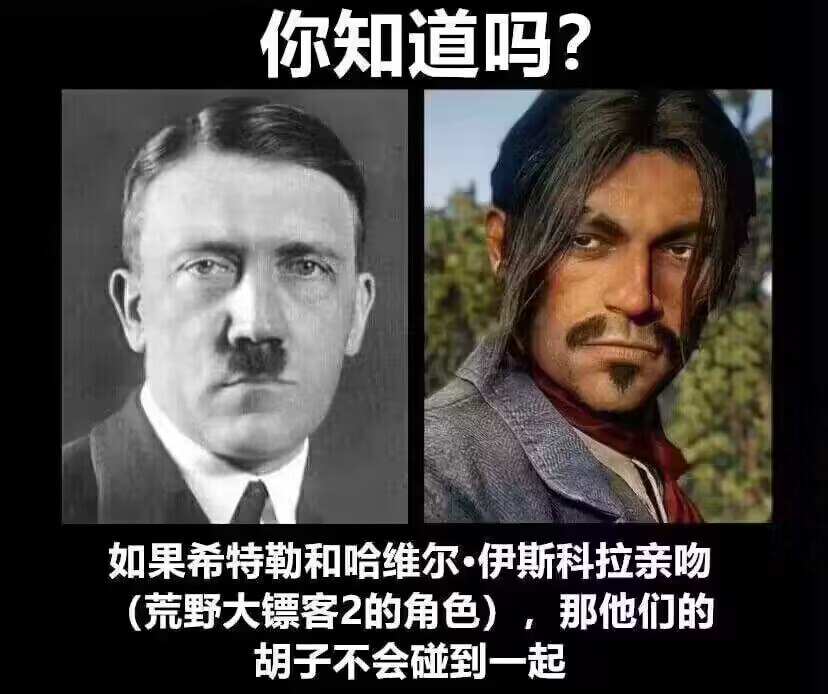 你知道吗？
如果希特勒和哈维尔·伊斯科拉亲吻
（荒野大镖客2的角色），那他们的
胡子不会碰到一起